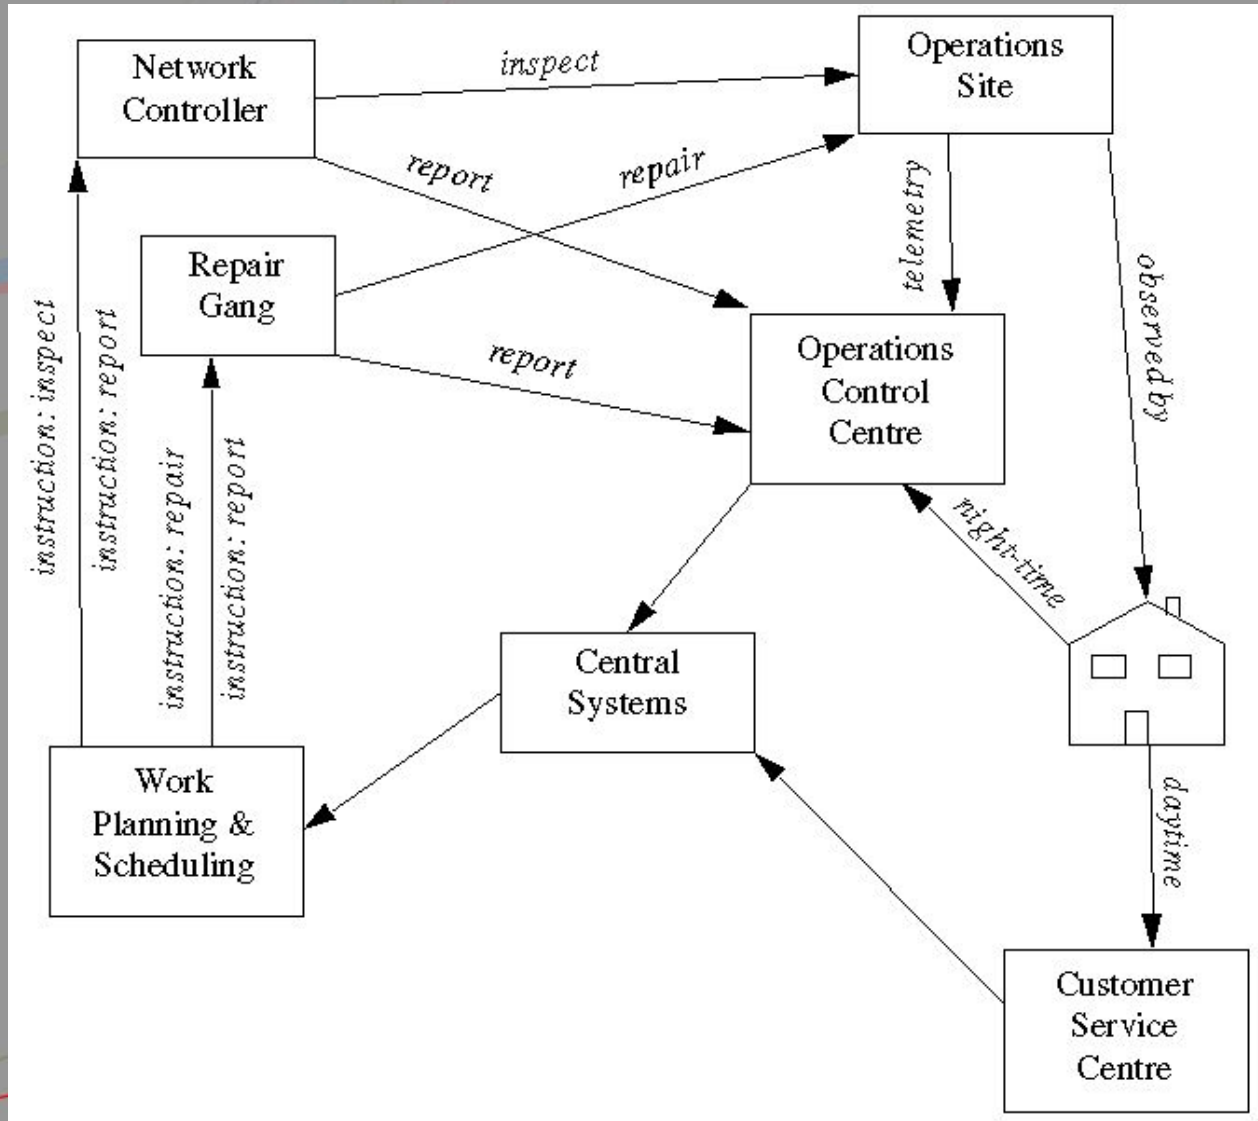 Network
Controller
inspect
Operations
Site
report
repair
telemetry
observed by
Repair
Gang
report
Operations
Control
Centre
instruction: inspect
instruction: report
instruction: repair
instruction: report
night-time
Central
Systems
Work
Planning &
Scheduling
daytime
Customer
Service
Centre